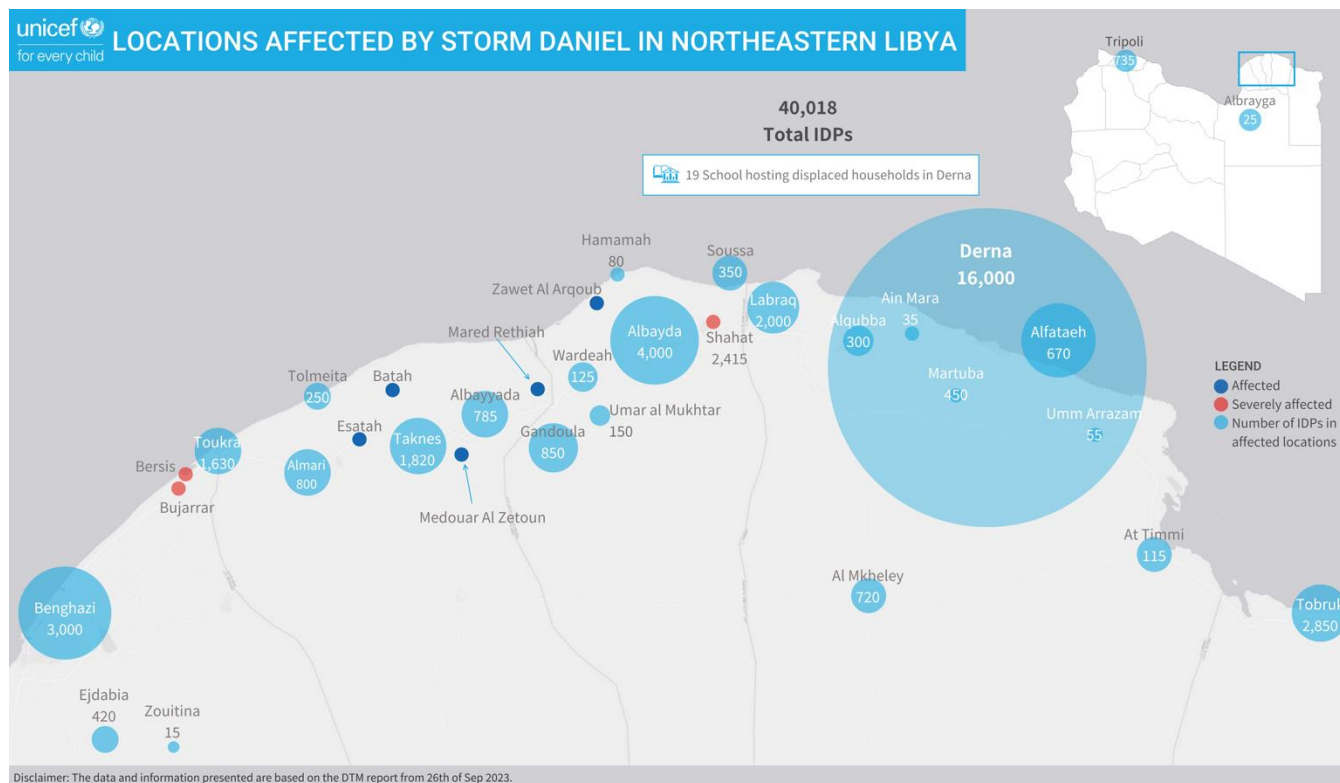 unicef
for every child
LOCATIONS AFFECTED BY STORM DANIEL IN NORTHEASTERN LIBYA
Tripoli
735
Albrayga
25
40,018
Total IDPs
19 School hosting displaced households in Derna
Hamamah
80
Soussa
350
Derna
16,000
Zawet Al Arqoub
Labraq
2,000
Ain Mara
35
Albayda
4,000
Shahat
2,415
Alqubba
300
Alfataeh
670
Mared Rethiah
Wardeah
125
Martuba
450
LEGEND
Affected
Severely affected
Number of IDPs in
affected locations
Tolmeita
250
Batah
Albayyada
785
Umar al Mukhtar
150
Umm Arrazam
55
Esatah
Toukra
1,630
Taknes
1,820
Gandoula
850
Bersis
Almari
800
Bujarrar
Medouar Al Zetoun
At Timmi
115
Al Mkheley
720
Benghazi
3,000
Tobruk
2,850
Ejdabia
420
Zouitina
15
Disclaimer: The data and information presented are based on the DTM report from 26th of Sep 2023.